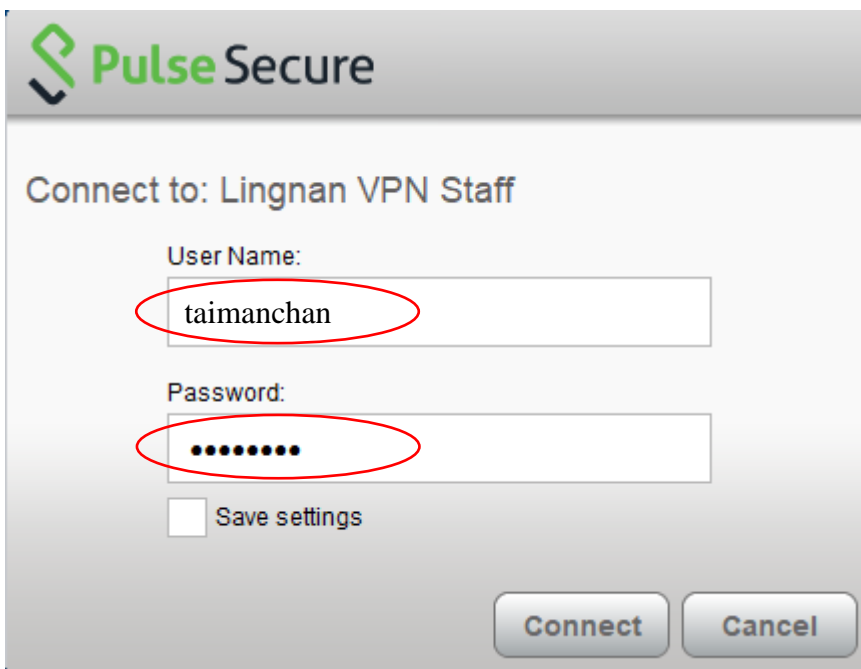 Pulse Secure
Connect to: Lingnan VPN Staff
User Name:
taimanchan
Password:
••••••••
Save settings
Connect Cancel